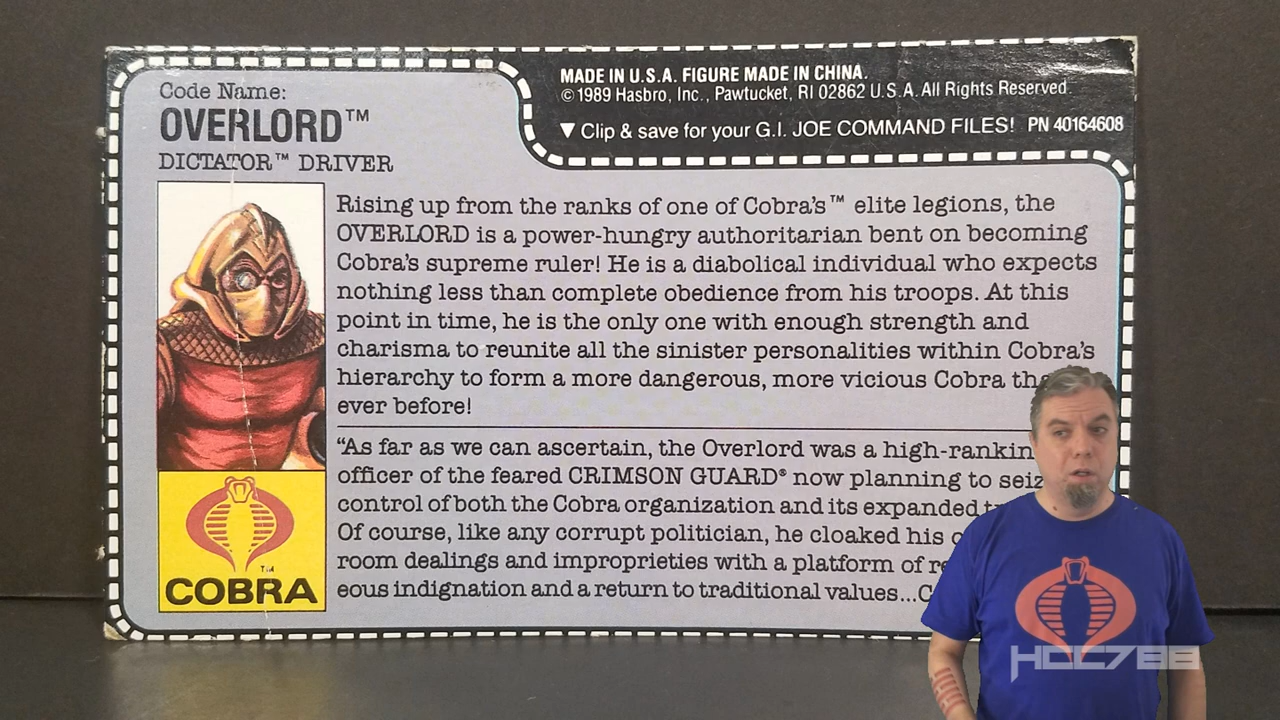 Code Name:
OVERLORD™
DICTATOR™ DRIVER
MADE IN U.S.A. FIGURE MADE IN CHINA.
©1989 Hasbro, Inc., Pawtucket, RI 02862 U.S.A. All Rights Reserved.
▼ Clip & save for your G.I. JOE COMMAND FILES! PN 40164608
Rising up from the ranks of one of Cobra's™ elite legions, the
OVERLORD is a power-hungry authoritarian bent on becoming
Cobra's supreme ruler! He is a diabolical individual who expects
nothing less than complete obedience from his troops. At this
point in time, he is the only one with enough strength and
charisma to reunite all the sinister personalities within Cobra's
hierarchy to form a more dangerous, more vicious Cobra
ever before!
“As far as we can ascertain, the Overlord was a
officer of the feared CRIMSON GUARD® now planning to
control of both the Cobra organization and its expanded
Of course, like any corrupt politician, he cloaked his
room dealings and improprieties with a platform of
eous indignation and a return to traditional values...
TM
COBRA
HCC788